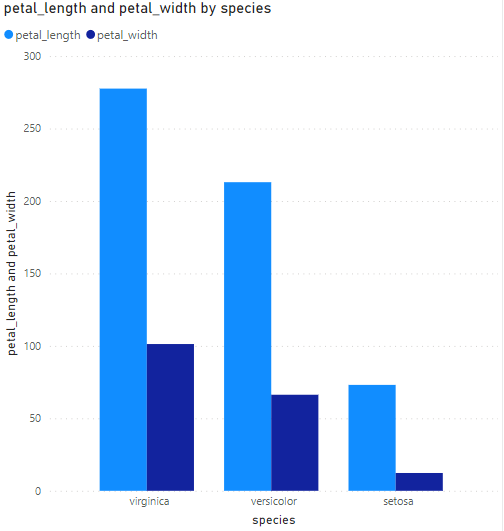 petal_length and petal_width by species
petal_length petal_width
300
250
200
150
100
50
0
petal_length and petal_width
virginica versicolor setosa
species